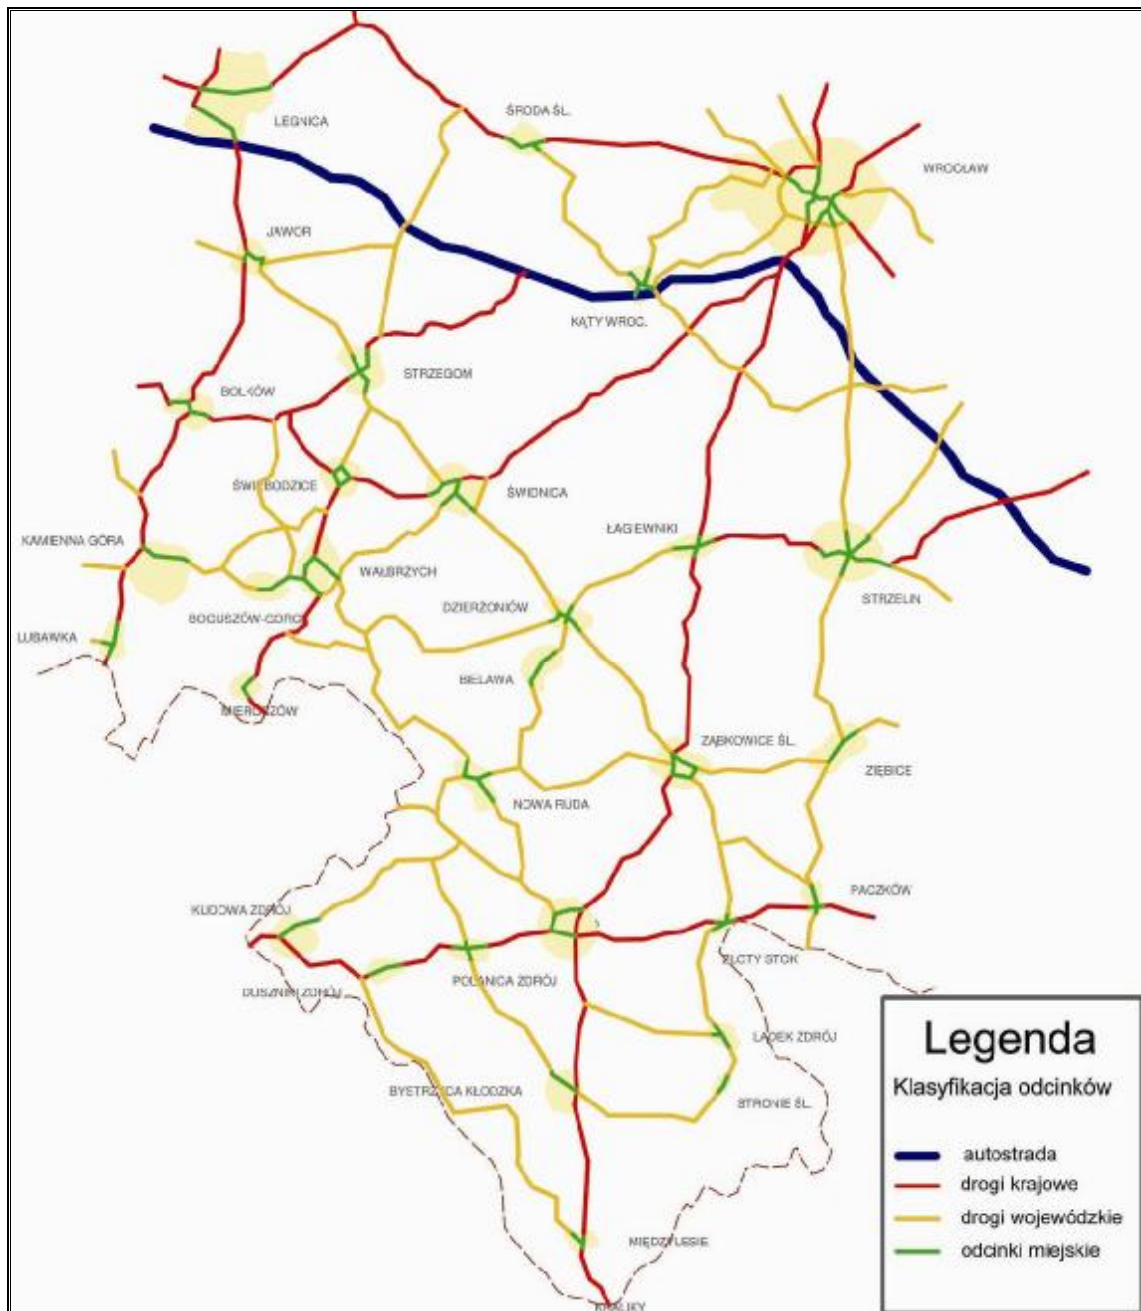 ŚRODA ŚL.
LEGNICA
WROCŁAW
JAWOR
KĄTY WROC.
STRZEGOM
BOLKÓW
ŚWIEBODZICE
ŚWIDNICA
ŁAGIEWNIKI
KAMIENNA GÓRA
WAŁBRZYCH
DZIERŻONIÓW
STRZELIN
BOGUSZÓW-GORC
LUBAWKA
BIELAWA
MIEROSZÓW
ZĄBKOWICE ŚL.
ZIĘBICE
NOWA RUDA
PACZKÓW
KUDOWA ZDRÓJ
ZŁOTY STOK
POLANICA ZDRÓJ
DUSZNIKI ZDRÓJ
LĄDEK ZDRÓJ
BYSTRZYCA KŁODZKA
STRONIE ŚL.
MIĘDZYLESIE
KRALIKY
Legenda
Klasyfikacja odcinków
autostrada
drogi krajowe
drogi wojewódzkie
odcinki miejskie